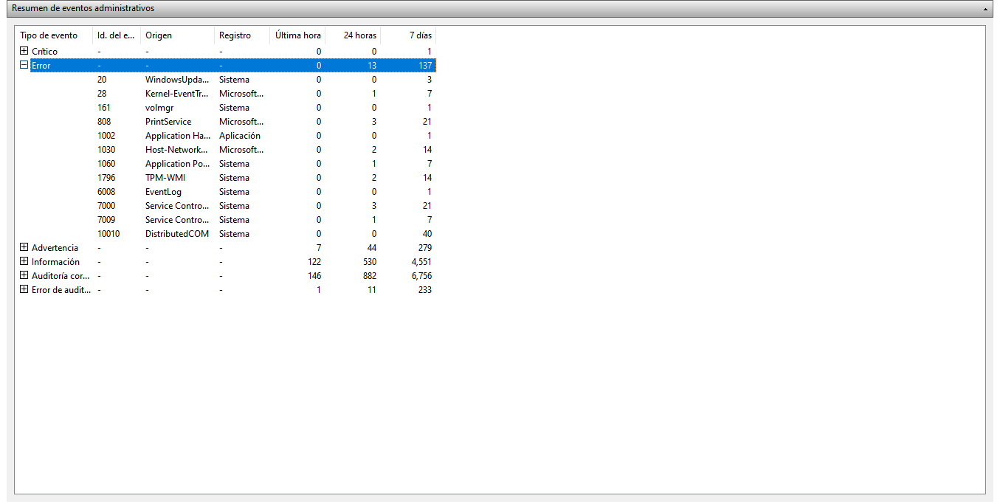 Resumen de eventos administrativos
Tipo de evento Id. del e... Origen Registro Última hora 24 horas 7 días
Crítico - - - 0 0 1
Error - - - 0 13 137
20 WindowsUpda... Sistema 0 0 3
28 Kernel-EventTr... Microsoft... 0 1 7
161 volmgr Sistema 0 0 1
808 PrintService Microsoft... 0 3 21
1002 Application Ha... Aplicación 0 0 1
1030 Host-Network... Microsoft... 0 2 14
1060 Application Po... Sistema 0 1 7
1796 TPM-WMI Sistema 0 2 14
6008 EventLog Sistema 0 0 1
7000 Service Contro... Sistema 0 3 21
7009 Service Contro... Sistema 0 1 7
10010 DistributedCOM Sistema 0 0 40
Advertencia - - - 7 44 279
Información - - - 122 530 4,551
Auditoría cor... - - - 146 882 6,756
Error de audit... - - - 1 11 233